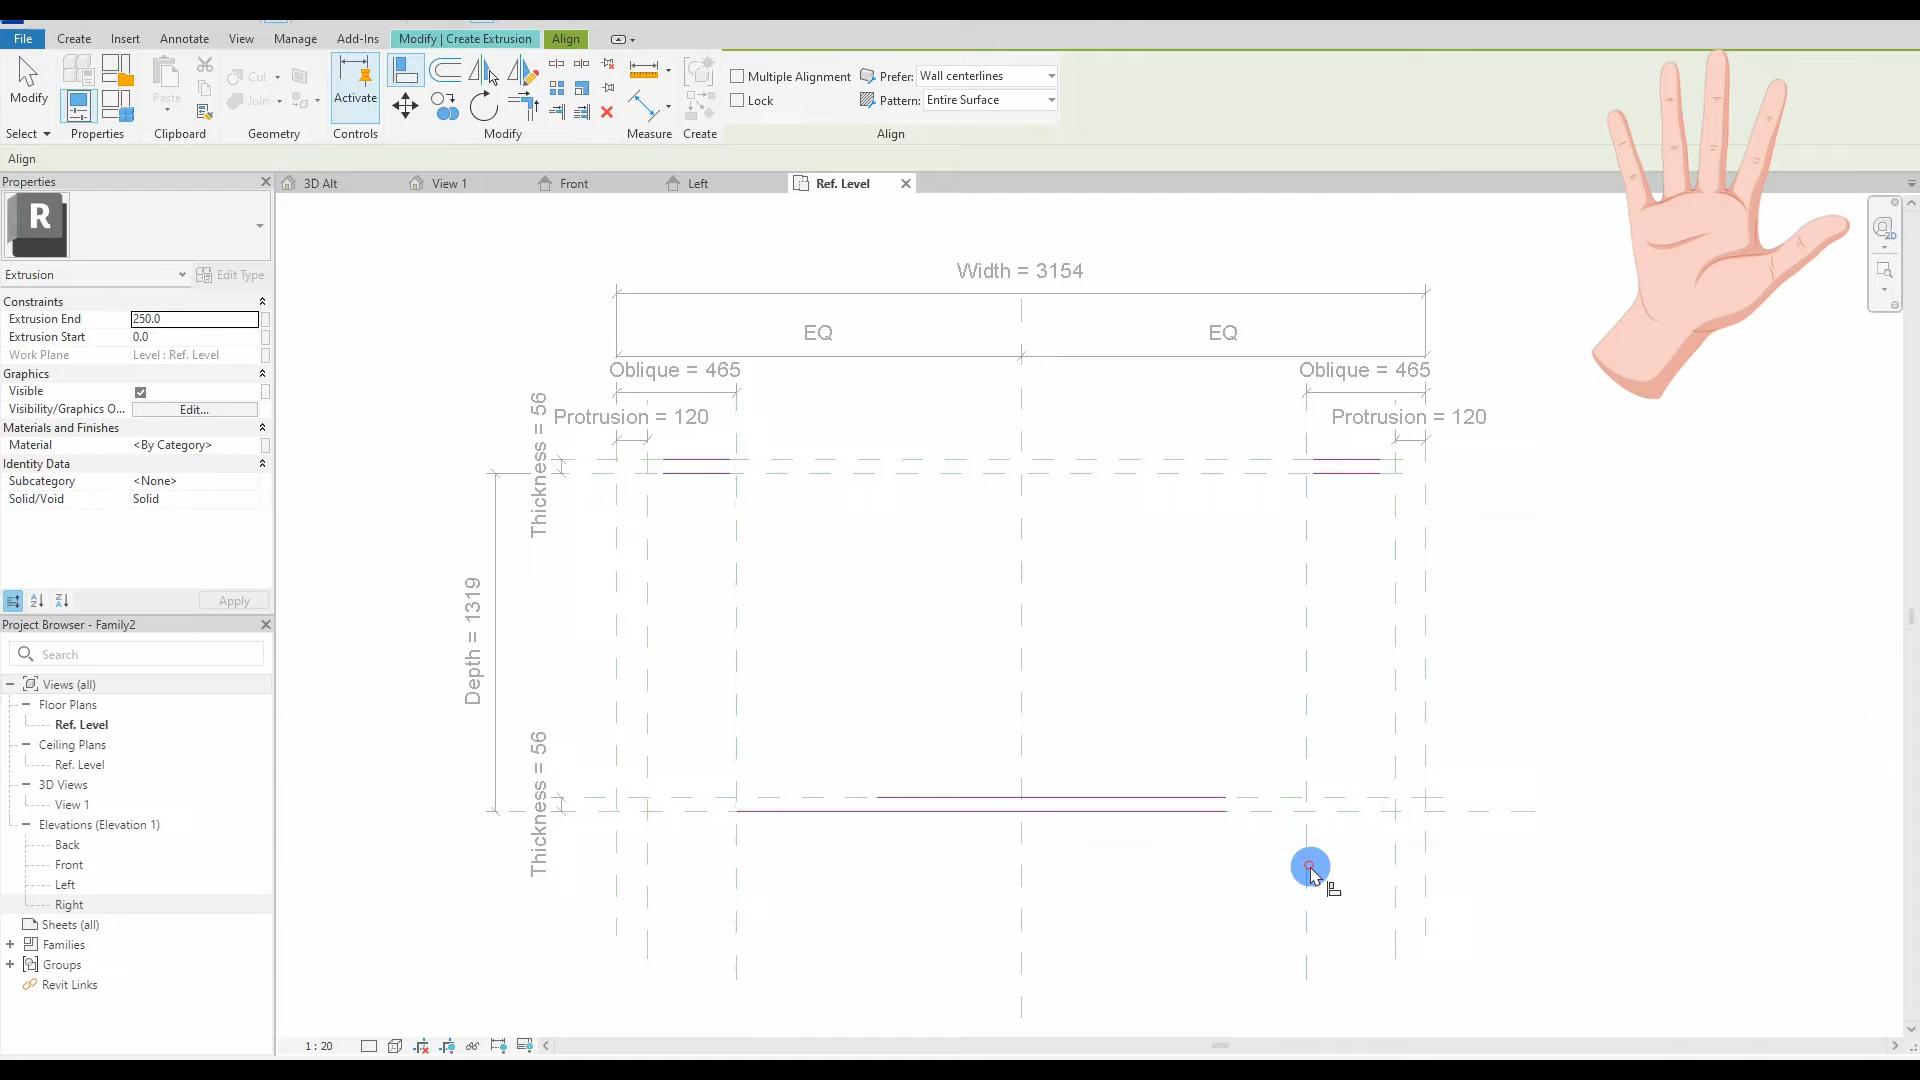 File Create Insert Annotate View Manage Add-Ins Modify | Create Extrusion Align
Modify
Paste
Cut
Join
Activate
Multiple Alignment
Lock
Prefer: Wall centerlines
Pattern: Entire Surface
Select Properties Clipboard Geometry Controls Modify Measure Create Align
Align
Properties
3D Alt View 1 Front Left Ref. Level
R
2D
Extrusion
Edit Type
Constraints
Extrusion End 250.0
Extrusion Start 0.0
Work Plane Level : Ref. Level
Graphics
Visible
Visibility/Graphics O... Edit...
Materials and Finishes
Material <By Category>
Identity Data
Subcategory <None>
Solid/Void Solid
Apply
Project Browser - Family2
Search
Views (all)
Floor Plans
Ref. Level
Ceiling Plans
Ref. Level
3D Views
View 1
Elevations (Elevation 1)
Back
Front
Left
Right
Sheets (all)
Families
Groups
Revit Links
Width = 3154
EQ EQ
Oblique = 465 Oblique = 465
Protrusion = 120 Protrusion = 120
Thickness = 56
Depth = 1319
Thickness = 56
1 : 20